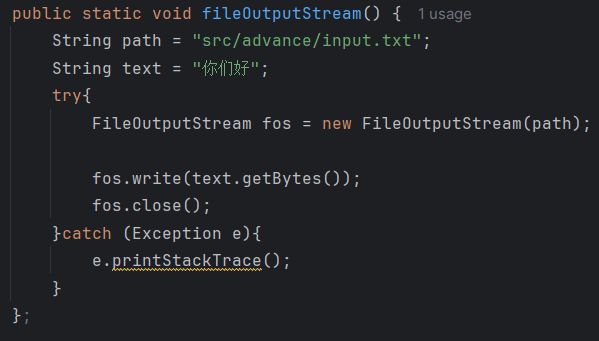 public static void fileOutputStream() { 1 usage
String path = "src/advance/input.txt";
String text = "你们好";
try{
FileOutputStream fos = new FileOutputStream(path);
fos.write(text.getBytes());
fos.close();
}catch (Exception e){
e.printStackTrace();
}
};